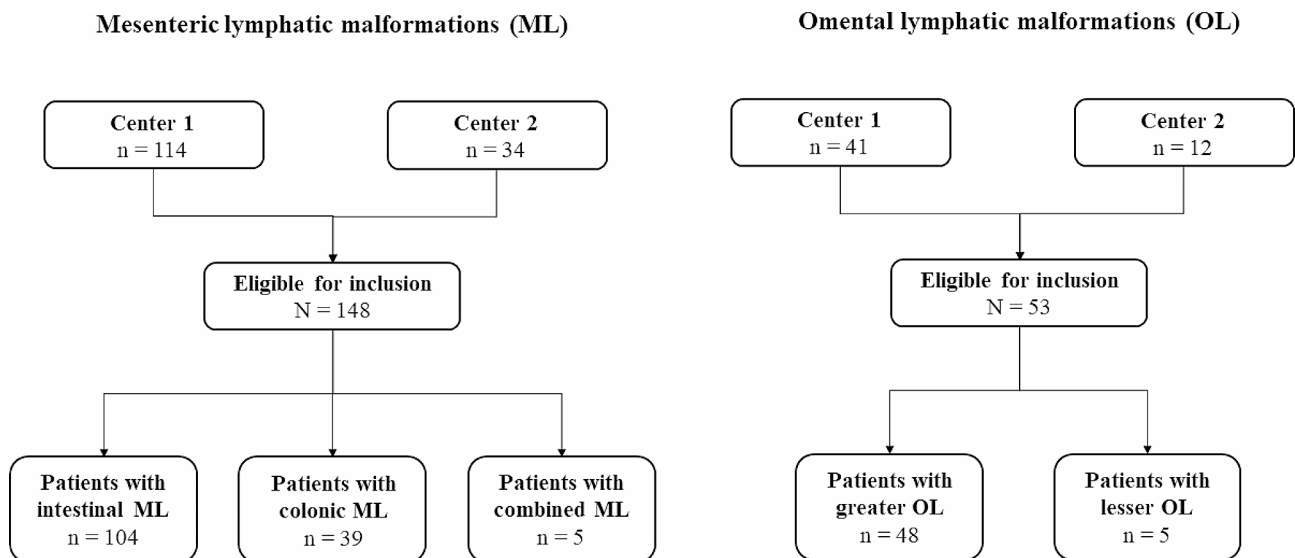 Mesenteric lymphatic malformations (ML)
Center 1
n = 114
Center 2
n = 34
Eligible for inclusion
N = 148
Patients with
intestinal ML
n = 104
Patients with
colonic ML
n = 39
Patients with
combined ML
n = 5
Omental lymphatic malformations (OL)
Center 1
n = 41
Center 2
n = 12
Eligible for inclusion
N = 53
Patients with
greater OL
n = 48
Patients with
lesser OL
n = 5